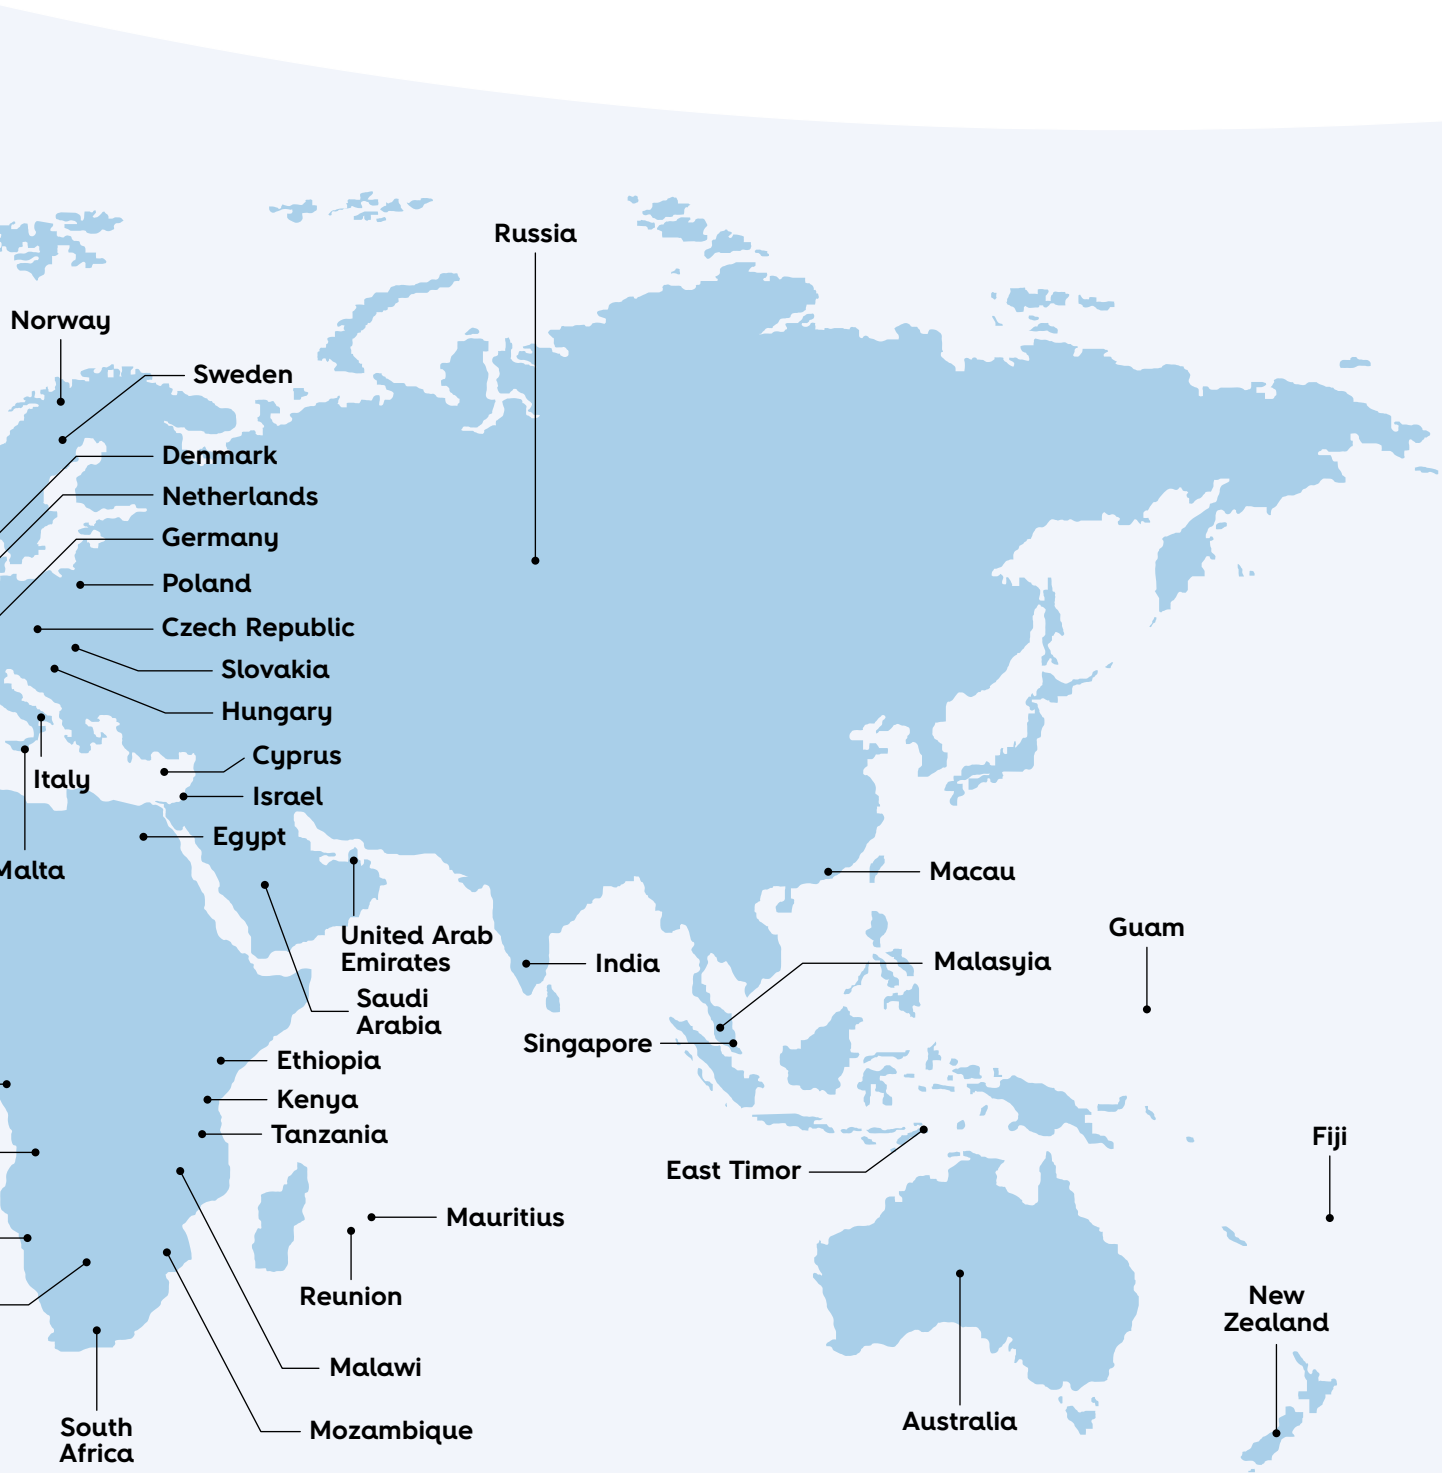 Russia
Norway
Sweden
Denmark
Netherlands
Germany
Poland
Czech Republic
Slovakia
Hungary
Cyprus
Italy
Israel
Egypt
Malta
Macau
United Arab
Emirates
Guam
India
Malasyia
Saudi
Arabia
Singapore
Ethiopia
Kenya
Tanzania
Fiji
East Timor
Mauritius
Reunion
New
Zealand
Malawi
Australia
South
Africa
Mozambique